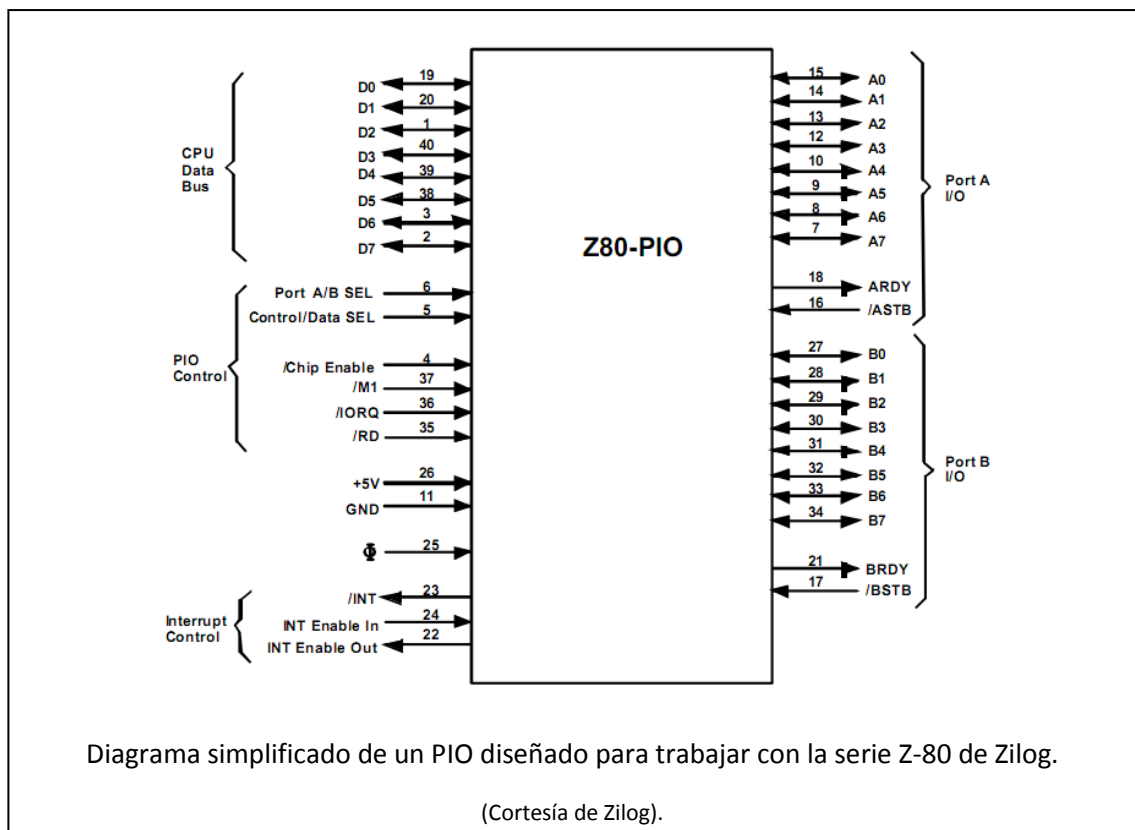 D0 19
D1 20
D2 1
D3 40
D4 39
D5 38
D6 3
D7 2
CPU
Data
Bus
Port A/B SEL 6
Control/Data SEL 5
/Chip Enable 4
/M1 37
/IORQ 36
/RD 35
PIO
Control
+5V 26
GND 11
Φ 25
/INT 23
INT Enable In 24
INT Enable Out 22
Interrupt
Control
Z80-PIO
15 A0
14 A1
13 A2
12 A3
10 A4
9 A5
8 A6
7 A7
18 ARDY
16 /ASTB
Port A
I/O
27 B0
28 B1
29 B2
30 B3
31 B4
32 B5
33 B6
34 B7
21 BRDY
17 /BSTB
Port B
I/O
Diagrama simplificado de un PIO diseñado para trabajar con la serie Z-80 de Zilog.
(Cortesía de Zilog).